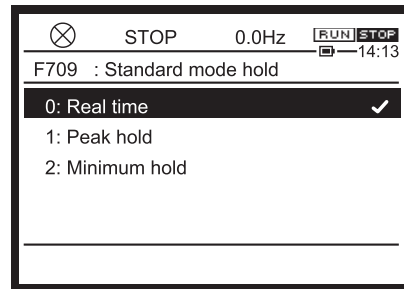 STOP 0.0Hz RUN STOP
14:13
F709 : Standard mode hold
0: Real time
1: Peak hold
2: Minimum hold